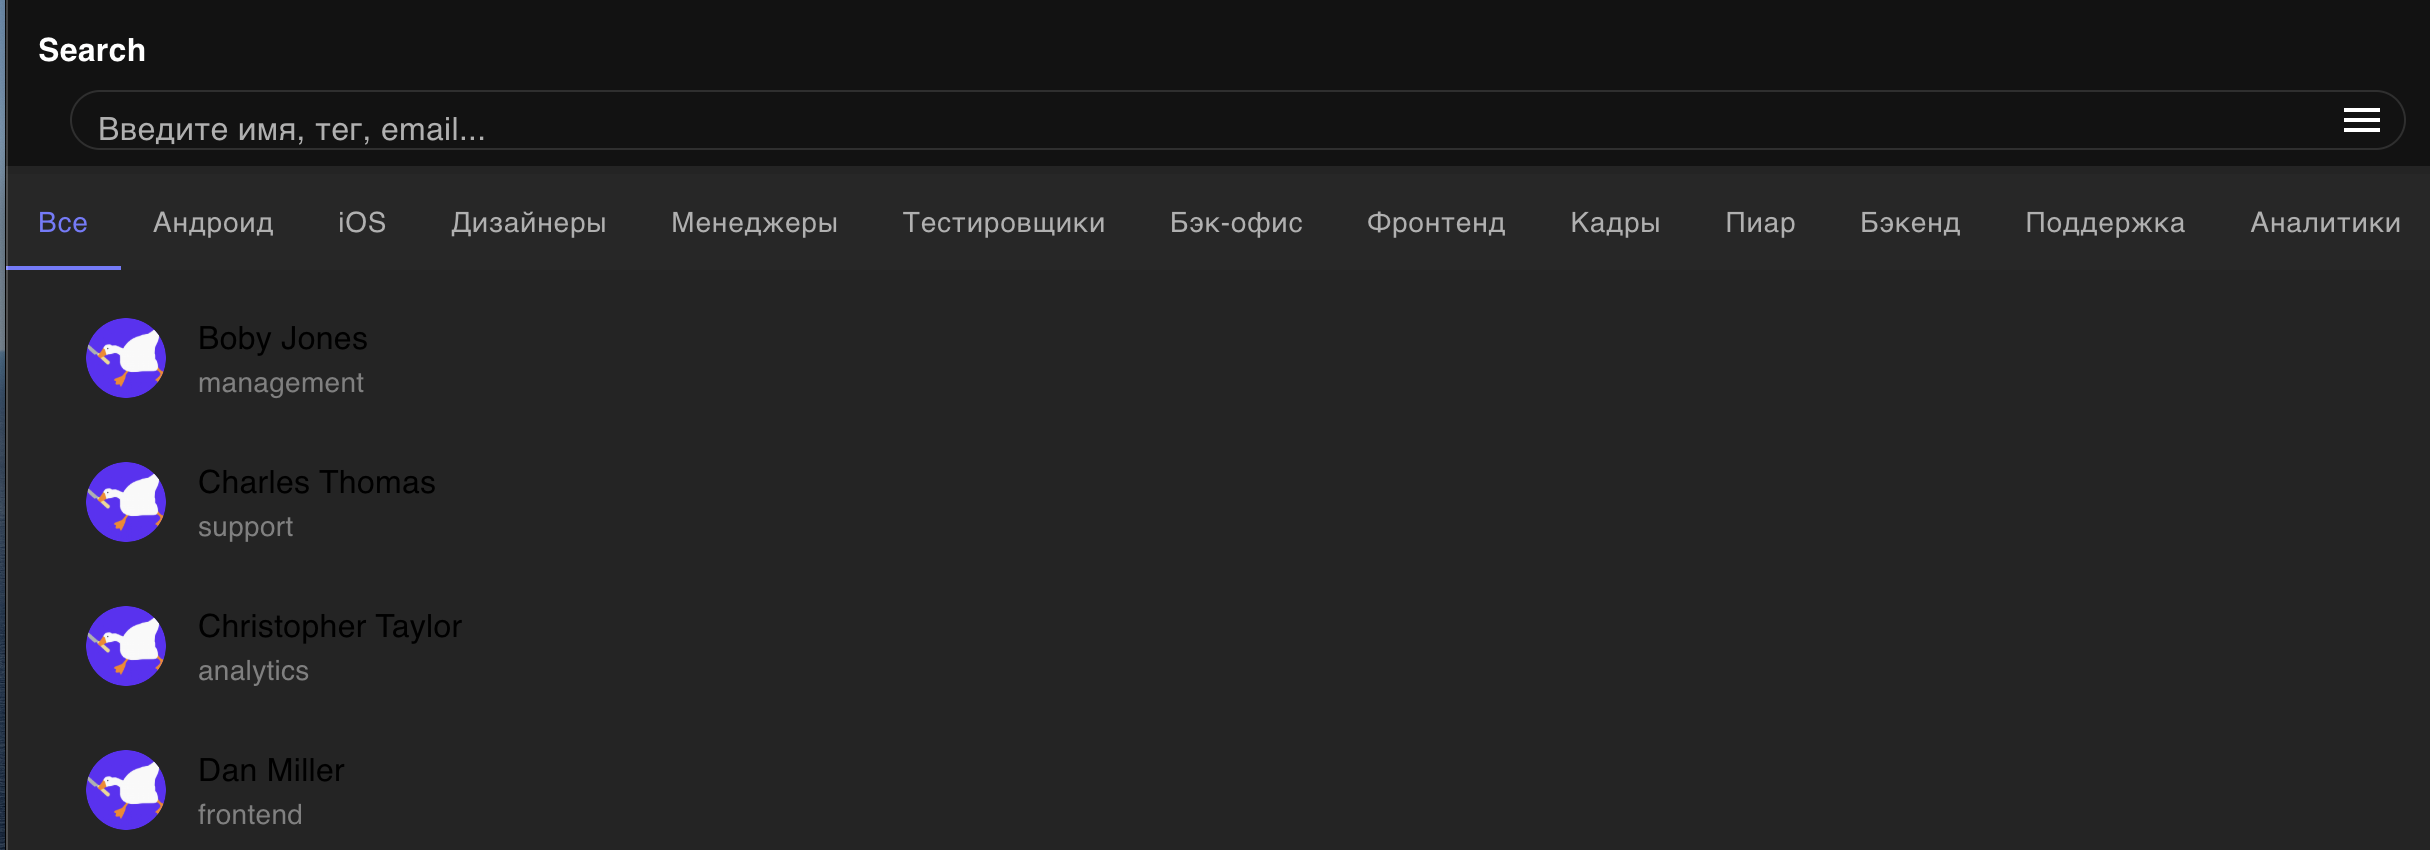 Search
Введите имя, тег, email...
Все Андроид iOS Дизайнеры Менеджеры Тестировщики Бэк-офис Фронтенд Кадры Пиар Бэкенд Поддержка Аналитики
Boby Jones
management
Charles Thomas
support
Christopher Taylor
analytics
Dan Miller
frontend